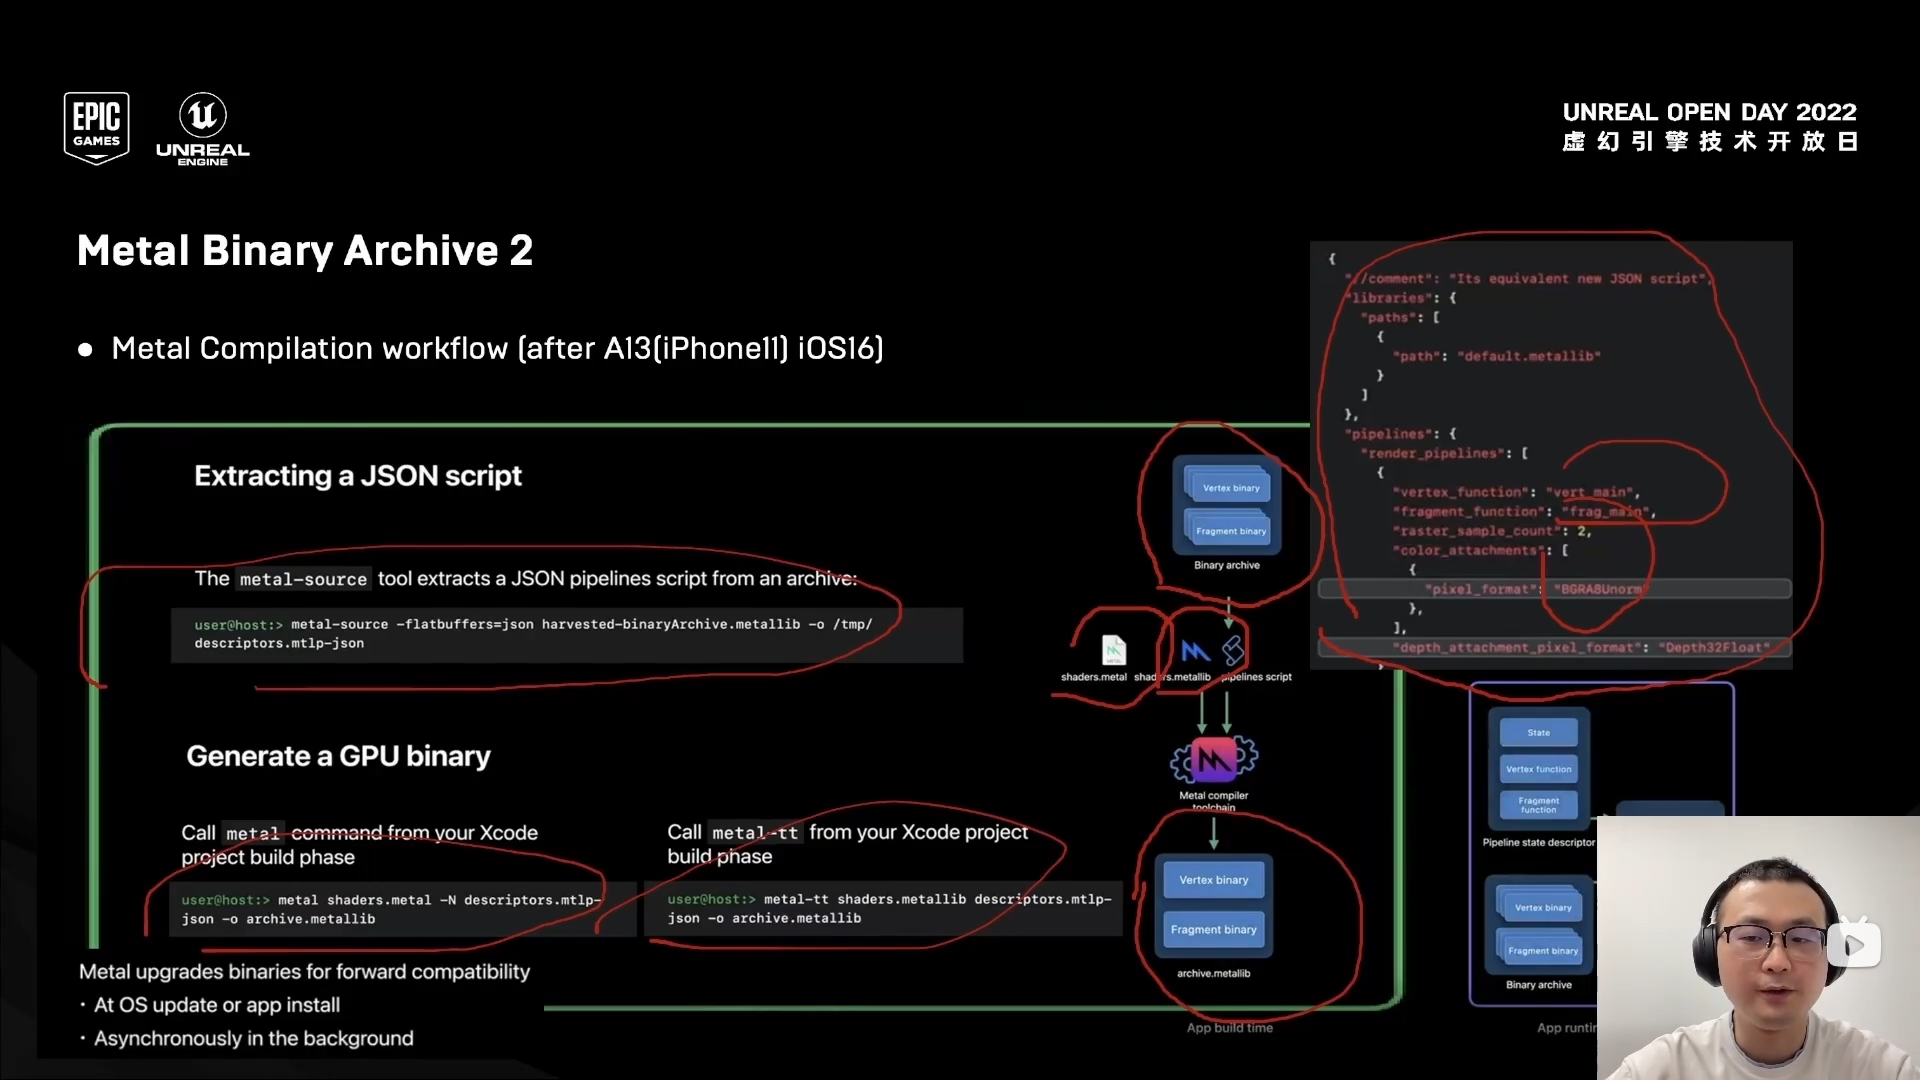 EPIC
GAMES
UNREAL
ENGINE
UNREAL OPEN DAY 2022
虚幻引擎技术开放日
Metal Binary Archive 2
● Metal Compilation workflow (after A13(iPhone11) iOS16)
Extracting a JSON script
The metal-source tool extracts a JSON pipelines script from an archive:
user@host:> metal-source -flatbuffers=json harvested-binaryArchive.metallib -o /tmp/
descriptors.mtlp-json
Generate a GPU binary
Call metal command from your Xcode
project build phase
user@host:> metal shaders.metal -N descriptors.mtlp-
json -o archive.metallib
Call metal-tt from your Xcode project
build phase
user@host:> metal-tt shaders.metallib descriptors.mtlp-
json -o archive.metallib
Metal upgrades binaries for forward compatibility
· At OS update or app install
· Asynchronously in the background
Vertex binary
Fragment binary
Binary archive
METAL
shaders.metal
shaders.metallib
pipelines script
Metal compiler
toolchain
Vertex binary
Fragment binary
archive.metallib
App build time
{
"//comment": "Its equivalent new JSON script",
"libraries": {
"paths": [
{
"path": "default.metallib"
}
]
},
"pipelines": {
"render_pipelines": [
{
"vertex_function": "vert_main",
"fragment_function": "frag_main",
"raster_sample_count": 2,
"color_attachments": [
{
"pixel_format": "BGRA8Unorm"
},
],
"depth_attachment_pixel_format": "Depth32Float"
}
State
Vertex function
Fragment
function
Pipeline state descriptor
Vertex binary
Fragment binary
Binary archive